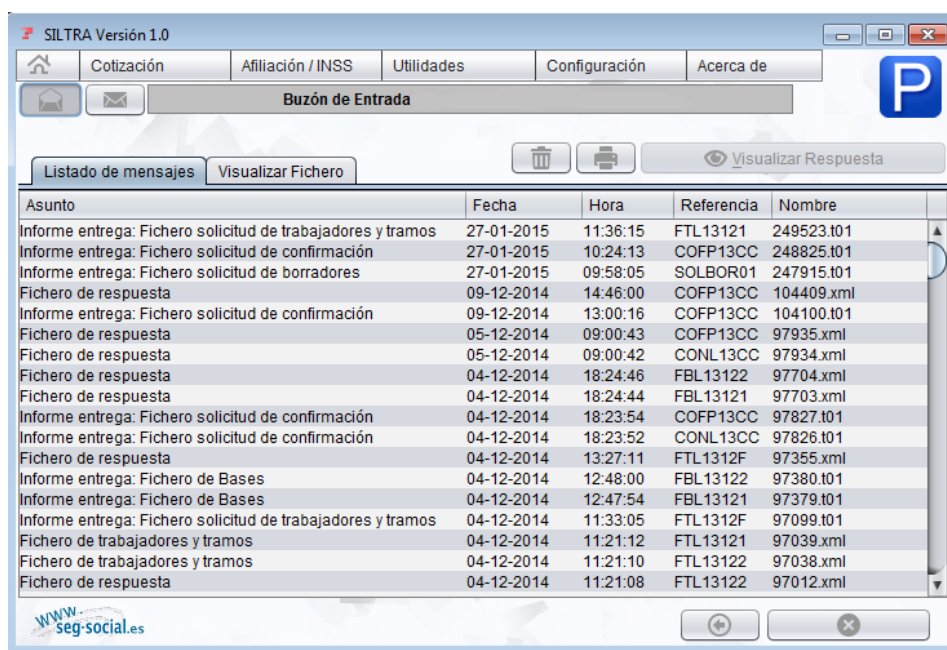 SILTRA Versión 1.0
Cotización Afiliación / INSS Utilidades Configuración Acerca de
Buzón de Entrada
P
Visualizar Respuesta
Listado de mensajes Visualizar Fichero
Asunto Fecha Hora Referencia Nombre
Informe entrega: Fichero solicitud de trabajadores y tramos 27-01-2015 11:36:15 FTL13121 249523.t01
Informe entrega: Fichero solicitud de confirmación 27-01-2015 10:24:13 COFP13CC 248825.t01
Informe entrega: Fichero solicitud de borradores 27-01-2015 09:58:05 SOLBOR01 247915.t01
Fichero de respuesta 09-12-2014 14:46:00 COFP13CC 104409.xml
Informe entrega: Fichero solicitud de confirmación 09-12-2014 13:00:16 COFP13CC 104100.t01
Fichero de respuesta 05-12-2014 09:00:43 COFP13CC 97935.xml
Fichero de respuesta 05-12-2014 09:00:42 CONL13CC 97934.xml
Fichero de respuesta 04-12-2014 18:24:46 FBL13122 97704.xml
Fichero de respuesta 04-12-2014 18:24:44 FBL13121 97703.xml
Informe entrega: Fichero solicitud de confirmación 04-12-2014 18:23:54 COFP13CC 97827.t01
Informe entrega: Fichero solicitud de confirmación 04-12-2014 18:23:52 CONL13CC 97826.t01
Fichero de respuesta 04-12-2014 13:27:11 FTL1312F 97355.xml
Informe entrega: Fichero de Bases 04-12-2014 12:48:00 FBL13122 97380.t01
Informe entrega: Fichero de Bases 04-12-2014 12:47:54 FBL13121 97379.t01
Informe entrega: Fichero solicitud de trabajadores y tramos 04-12-2014 11:33:05 FTL1312F 97099.t01
Fichero de trabajadores y tramos 04-12-2014 11:21:12 FTL13121 97039.xml
Fichero de trabajadores y tramos 04-12-2014 11:21:10 FTL13122 97038.xml
Fichero de respuesta 04-12-2014 11:21:08 FTL13122 97012.xml
www.seg-social.es